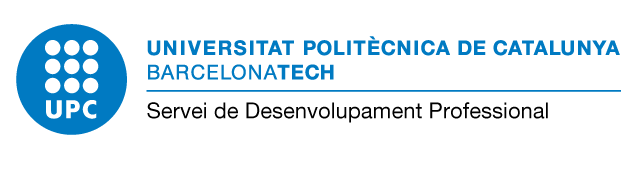 UPC
UNIVERSITAT POLITÈCNICA DE CATALUNYA
BARCELONATECH
Servei de Desenvolupament Professional